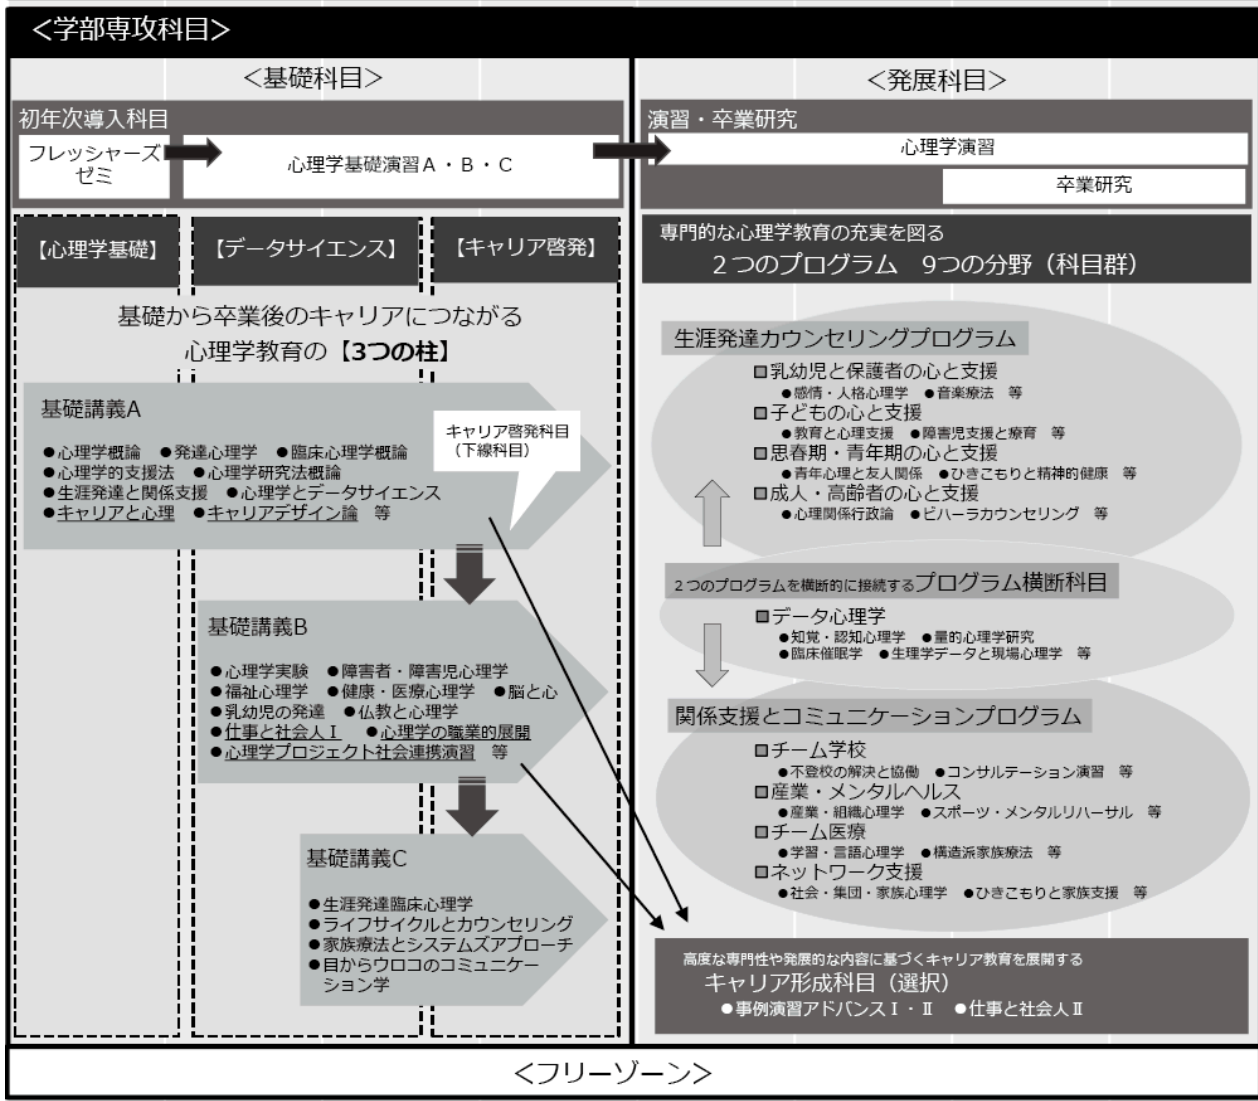 ＜学部専攻科目＞
＜基礎科目＞
初年次導入科目
フレッシャーズ
ゼミ
心理学基礎演習Ａ・Ｂ・Ｃ
【心理学基礎】
【データサイエンス】
【キャリア啓発】
基礎から卒業後のキャリアにつながる
心理学教育の【3つの柱】
基礎講義A
●心理学概論　●発達心理学　●臨床心理学概論
●心理学的支援法　●心理学研究法概論
●生涯発達と関係支援　●心理学とデータサイエンス
●キャリアと心理　●キャリアデザイン論　等
キャリア啓発科目
（下線科目）
基礎講義B
●心理学実験　●障害者・障害児心理学
●福祉心理学　●健康・医療心理学　●脳と心
●乳幼児の発達　●仏教と心理学
●仕事と社会人Ⅰ　●心理学の職業的展開
●心理学プロジェクト社会連携演習　等
基礎講義C
●生涯発達臨床心理学
●ライフサイクルとカウンセリング
●家族療法とシステムズアプローチ
●目からウロコのコミュニケー
ション学
＜発展科目＞
演習・卒業研究
心理学演習
卒業研究
専門的な心理学教育の充実を図る
２つのプログラム　9つの分野（科目群）
生涯発達カウンセリングプログラム
■乳幼児と保護者の心と支援
●感情・人格心理学　●音楽療法　等
■子どもの心と支援
●教育と心理支援　●障害児支援と療育　等
■思春期・青年期の心と支援
●青年心理と友人関係　●ひきこもりと精神的健康　等
■成人・高齢者の心と支援
●心理関係行政論　●ビハーラカウンセリング　等
２つのプログラムを横断的に接続するプログラム横断科目
■データ心理学
●知覚・認知心理学　●量的心理学研究
●臨床催眠学　●生理学データと現場心理学　等
関係支援とコミュニケーションプログラム
■チーム学校
●不登校の解決と協働　●コンサルテーション演習　等
■産業・メンタルヘルス
●産業・組織心理学　●スポーツ・メンタルリハーサル　等
■チーム医療
●学習・言語心理学　●構造派家族療法　等
■ネットワーク支援
●社会・集団・家族心理学　●ひきこもりと家族支援　等
高度な専門性や発展的な内容に基づくキャリア教育を展開する
キャリア形成科目（選択）
●事例演習アドバンスⅠ・Ⅱ　●仕事と社会人Ⅱ
＜フリーゾーン＞